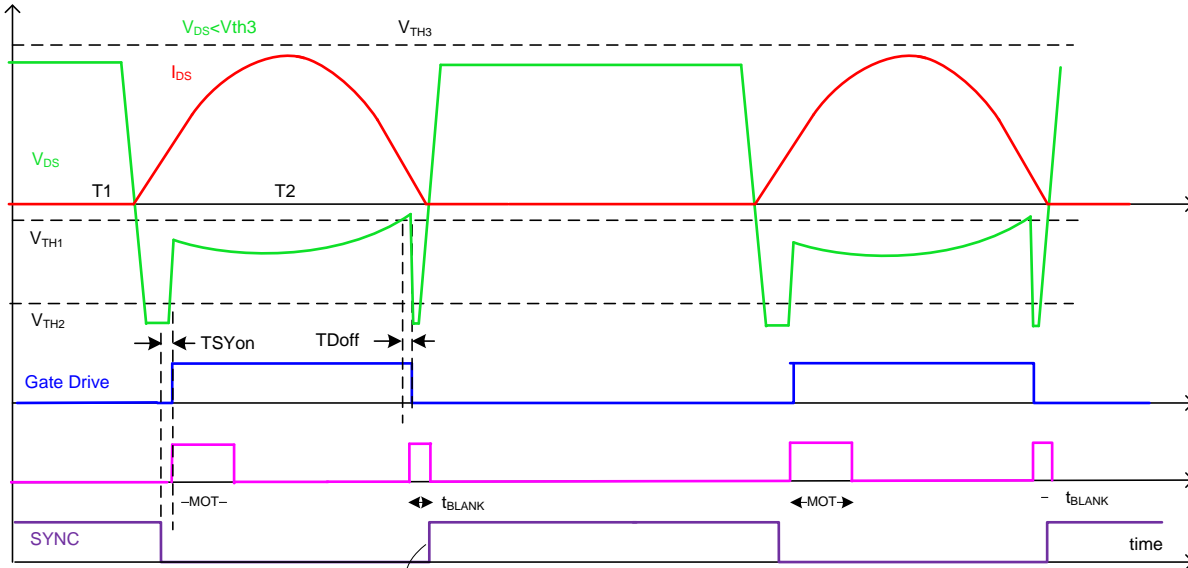 VDS<Vth3
VTH3
IDS
VDS
T1
T2
VTH1
VTH2
TSYon
TDoff
Gate Drive
–MOT–
tBLANK
MOT–
– tBLANK
SYNC
time